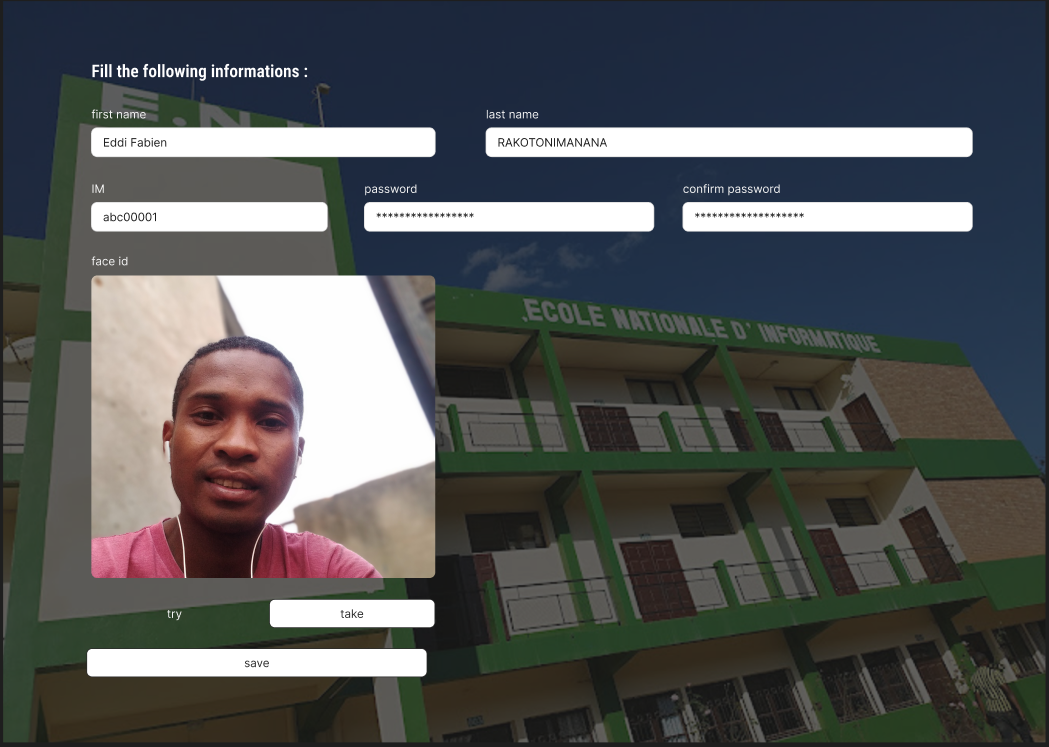 Fill the following informations :
first name
last name
Eddi Fabien
RAKOTONIMANANA
IM
password
confirm password
abc00001
*****************
*******************
face id
E.N.I
ECOLE NATIONALE D' INFORMATIQUE
try
take
save